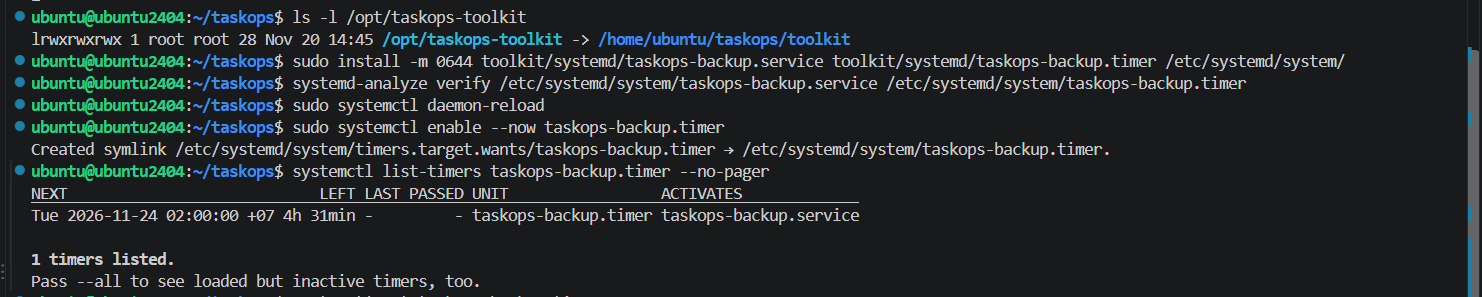 ubuntu@ubuntu2404:~/taskops$ ls -l /opt/taskops-toolkit
lrwxrwxrwx 1 root root 28 Nov 20 14:45 /opt/taskops-toolkit -> /home/ubuntu/taskops/toolkit
ubuntu@ubuntu2404:~/taskops$ sudo install -m 0644 toolkit/systemd/taskops-backup.service toolkit/systemd/taskops-backup.timer /etc/systemd/system/
ubuntu@ubuntu2404:~/taskops$ systemd-analyze verify /etc/systemd/system/taskops-backup.service /etc/systemd/system/taskops-backup.timer
ubuntu@ubuntu2404:~/taskops$ sudo systemctl daemon-reload
ubuntu@ubuntu2404:~/taskops$ sudo systemctl enable --now taskops-backup.timer
Created symlink /etc/systemd/system/timers.target.wants/taskops-backup.timer → /etc/systemd/system/taskops-backup.timer.
ubuntu@ubuntu2404:~/taskops$ systemctl list-timers taskops-backup.timer --no-pager
NEXT LEFT LAST PASSED UNIT ACTIVATES
Tue 2026-11-24 02:00:00 +07 4h 31min - - taskops-backup.timer taskops-backup.service
1 timers listed.
Pass --all to see loaded but inactive timers, too.